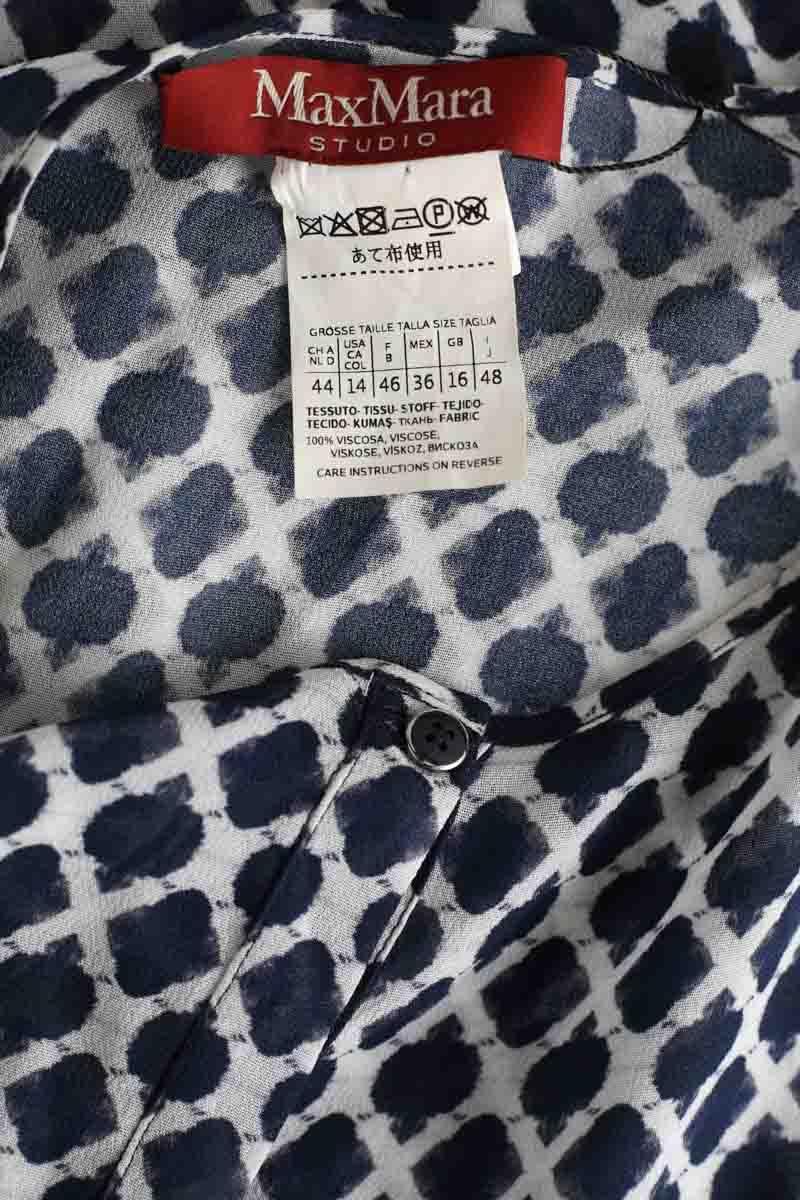 MaxMara
STUDIO
P W
あて布使用
GRÖSSE TAILLE TALLA SIZE TAGLIA
CH A NL D | USA CA COL | F B | MEX | GB | I J
44 | 14 | 46 | 36 | 16 | 48
TESSUTO- TISSU- STOFF- TEJIDO-
TECIDO- KUMAŞ- ТКАНЬ- FABRIC
100% VISCOSA, VISCOSE,
VISKOSE, VİSKOZ, ВИСКОЗА
CARE INSTRUCTIONS ON REVERSE